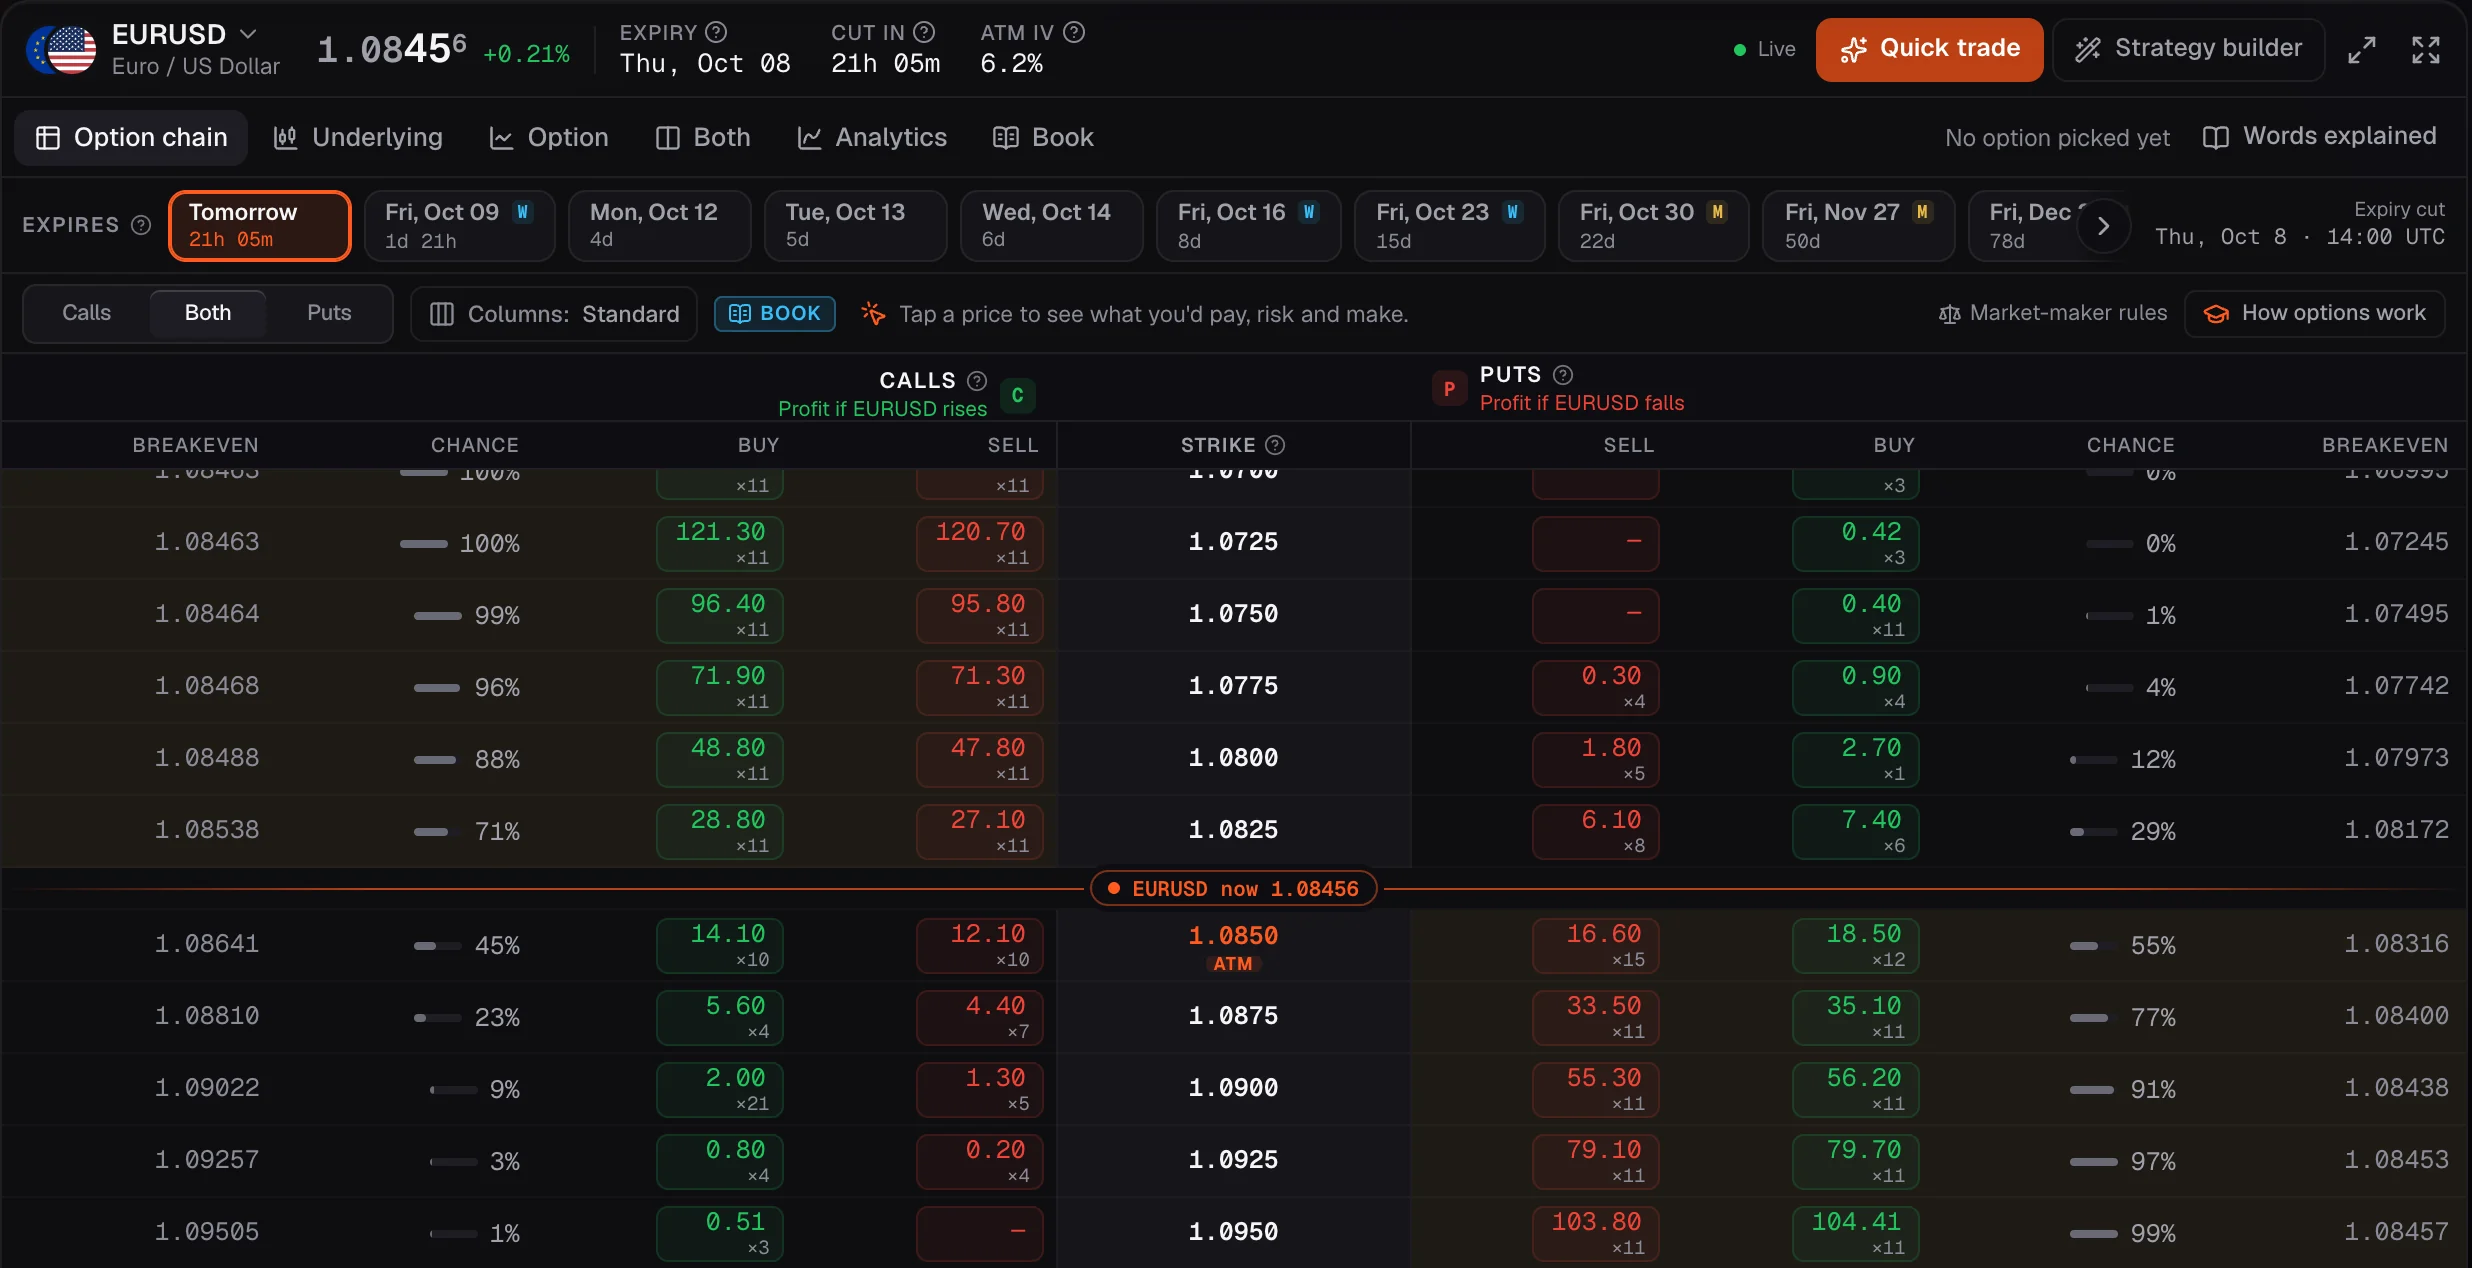 EURUSD
Euro / US Dollar
1.08456 +0.21%
EXPIRY ? CUT IN ? ATM IV ?
Thu, Oct 08 21h 05m 6.2%
Live
Quick trade
Strategy builder
Option chain Underlying Option Both Analytics Book
No option picked yet Words explained
EXPIRES ?
Tomorrow
21h 05m
Fri, Oct 09 W
1d 21h
Mon, Oct 12
4d
Tue, Oct 13
5d
Wed, Oct 14
6d
Fri, Oct 16 W
8d
Fri, Oct 23 W
15d
Fri, Oct 30 M
22d
Fri, Nov 27 M
50d
Fri, Dec
78d
Expiry cut
Thu, Oct 8 · 14:00 UTC
Calls Both Puts
Columns: Standard
BOOK
Tap a price to see what you'd pay, risk and make.
Market-maker rules
How options work
CALLS ?
Profit if EURUSD rises
C
P
PUTS ?
Profit if EURUSD falls
BREAKEVEN CHANCE BUY SELL STRIKE ? SELL BUY CHANCE BREAKEVEN
1.08463 100% ×11 ×11 1.0700 ×3 0% 1.06995
1.08463 100% 121.30 ×11 120.70 ×11 1.0725 — 0.42 ×3 0% 1.07245
1.08464 99% 96.40 ×11 95.80 ×11 1.0750 — 0.40 ×11 1% 1.07495
1.08468 96% 71.90 ×11 71.30 ×11 1.0775 0.30 ×4 0.90 ×4 4% 1.07742
1.08488 88% 48.80 ×11 47.80 ×11 1.0800 1.80 ×5 2.70 ×1 12% 1.07973
1.08538 71% 28.80 ×11 27.10 ×11 1.0825 6.10 ×8 7.40 ×6 29% 1.08172
EURUSD now 1.08456
1.08641 45% 14.10 ×10 12.10 ×10 1.0850 ATM 16.60 ×15 18.50 ×12 55% 1.08316
1.08810 23% 5.60 ×4 4.40 ×7 1.0875 33.50 ×11 35.10 ×11 77% 1.08400
1.09022 9% 2.00 ×21 1.30 ×5 1.0900 55.30 ×11 56.20 ×11 91% 1.08438
1.09257 3% 0.80 ×4 0.20 ×4 1.0925 79.10 ×11 79.70 ×11 97% 1.08453
1.09505 1% 0.51 ×3 — 1.0950 103.80 ×11 104.41 ×11 99% 1.08457